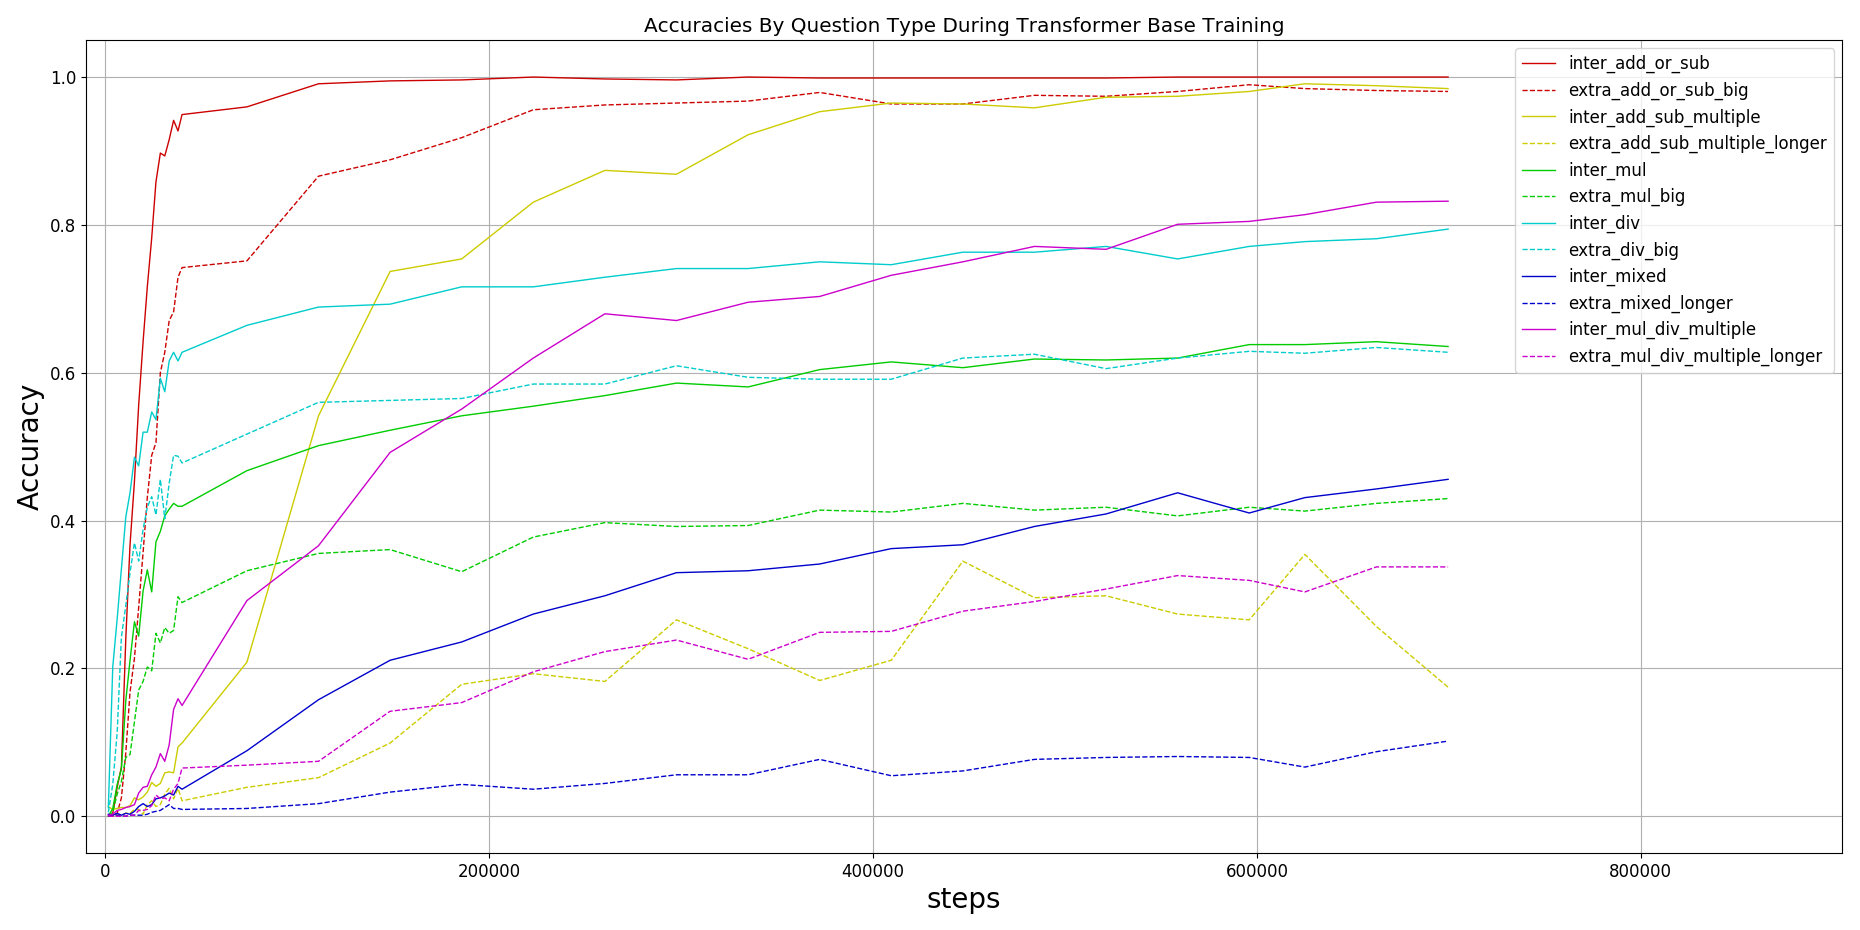 Accuracies By Question Type During Transformer Base Training
1.0
0.8
0.6
0.4
0.2
0.0
Accuracy
0
200000
400000
600000
800000
steps
inter_add_or_sub
extra_add_or_sub_big
inter_add_sub_multiple
extra_add_sub_multiple_longer
inter_mul
extra_mul_big
inter_div
extra_div_big
inter_mixed
extra_mixed_longer
inter_mul_div_multiple
extra_mul_div_multiple_longer